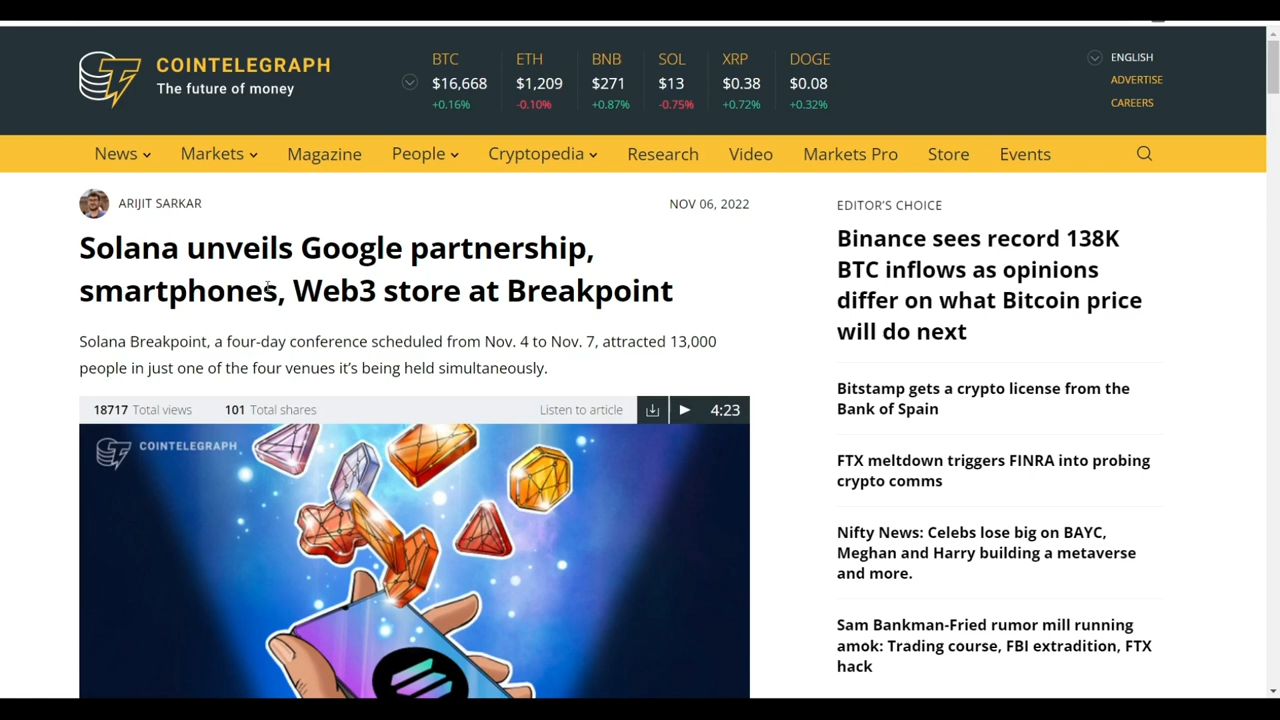 COINTELEGRAPH
The future of money
BTC
$16,668
+0.16%
ETH
$1,209
-0.10%
BNB
$271
+0.87%
SOL
$13
-0.75%
XRP
$0.38
+0.72%
DOGE
$0.08
+0.32%
ENGLISH
ADVERTISE
CAREERS
News Markets Magazine People Cryptopedia Research Video Markets Pro Store Events
ARIJIT SARKAR
NOV 06, 2022
Solana unveils Google partnership,
smartphones, Web3 store at Breakpoint
Solana Breakpoint, a four-day conference scheduled from Nov. 4 to Nov. 7, attracted 13,000
people in just one of the four venues it’s being held simultaneously.
18717 Total views 101 Total shares Listen to article 4:23
COINTELEGRAPH
EDITOR’S CHOICE
Binance sees record 138K
BTC inflows as opinions
differ on what Bitcoin price
will do next
Bitstamp gets a crypto license from the
Bank of Spain
FTX meltdown triggers FINRA into probing
crypto comms
Nifty News: Celebs lose big on BAYC,
Meghan and Harry building a metaverse
and more.
Sam Bankman-Fried rumor mill running
amok: Trading course, FBI extradition, FTX
hack